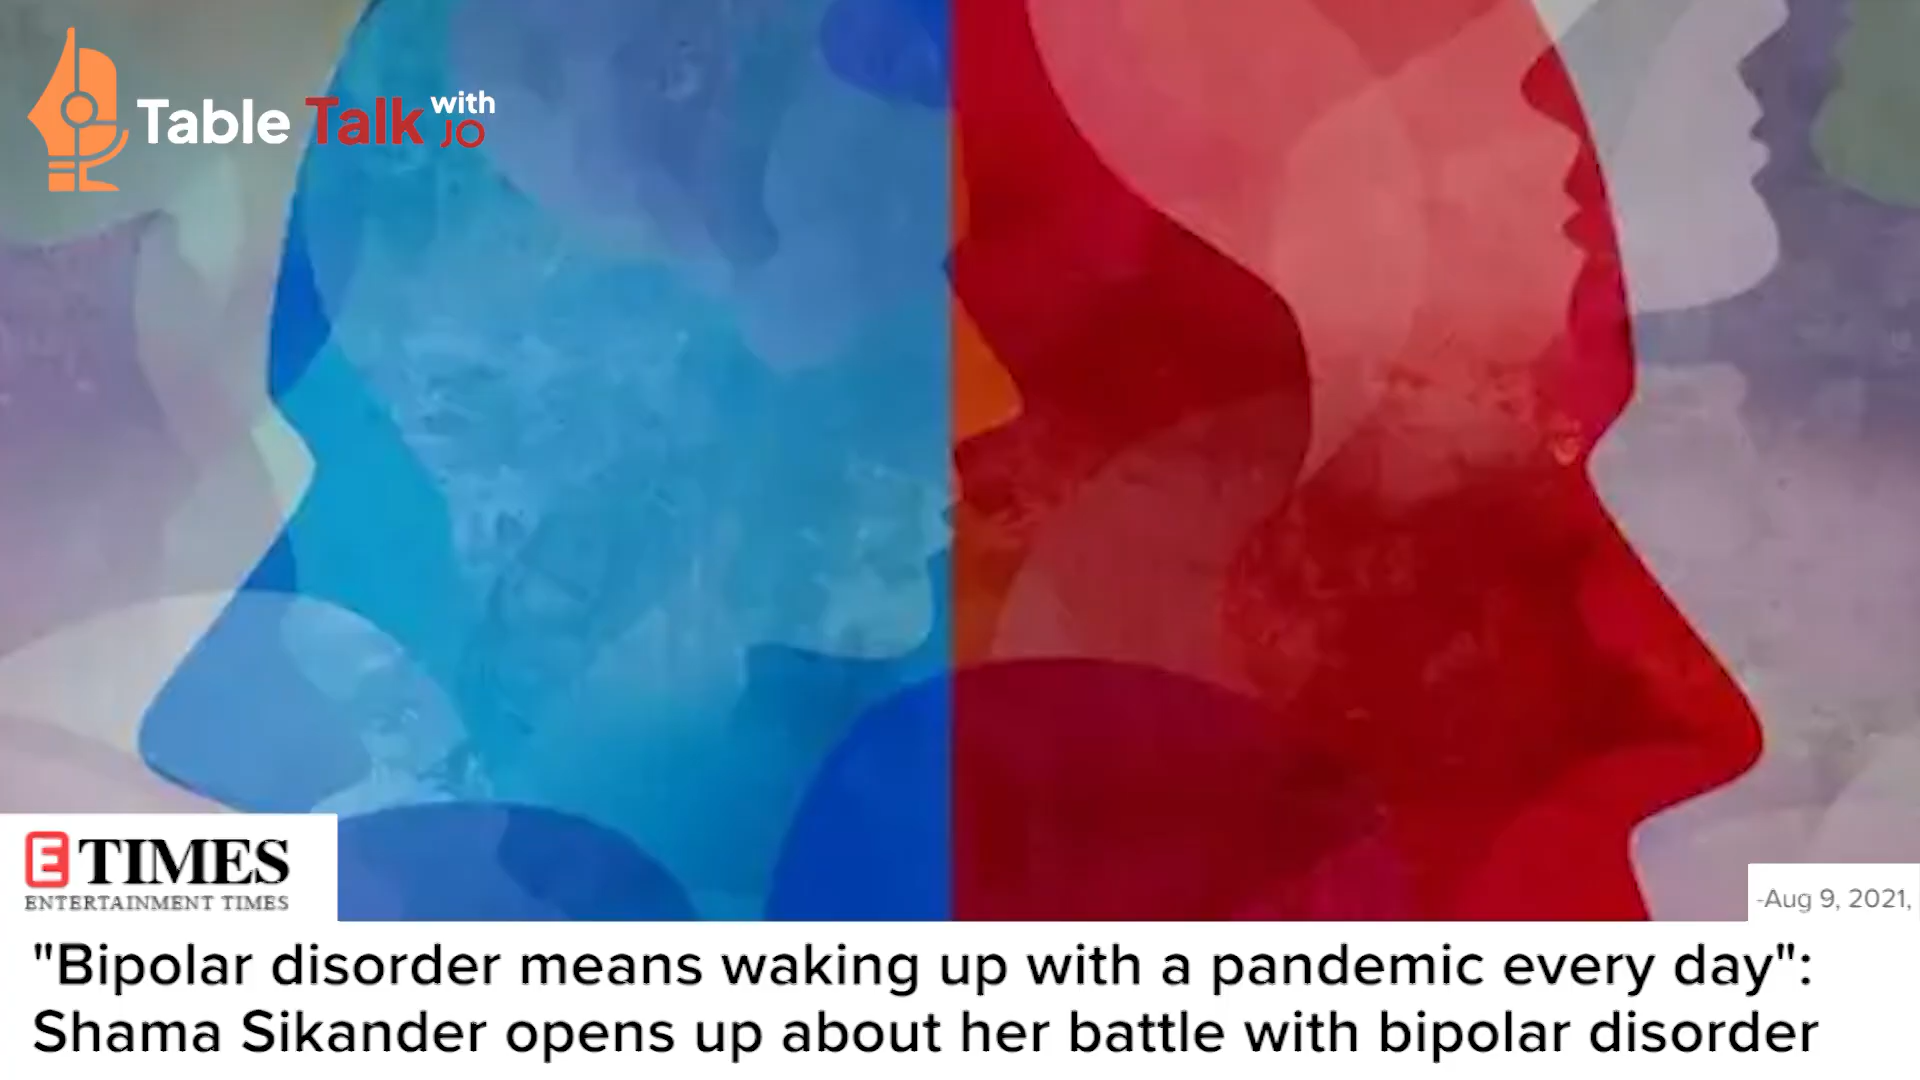 Table Talk with JO
E TIMES
ENTERTAINMENT TIMES
-Aug 9, 2021,
"Bipolar disorder means waking up with a pandemic every day":
Shama Sikander opens up about her battle with bipolar disorder